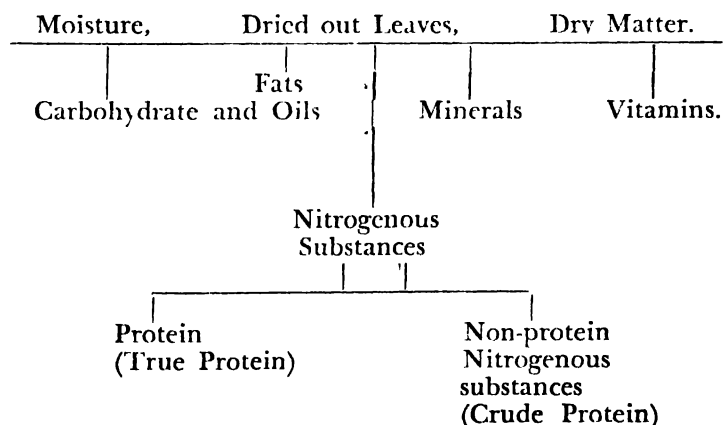 Moisture, Dried out Leaves, Dry Matter.
Fats
Carbohydrate and Oils Minerals Vitamins.
Nitrogenous
Substances
Protein Non-protein
(True Protein) Nitrogenous
substances
(Crude Protein)